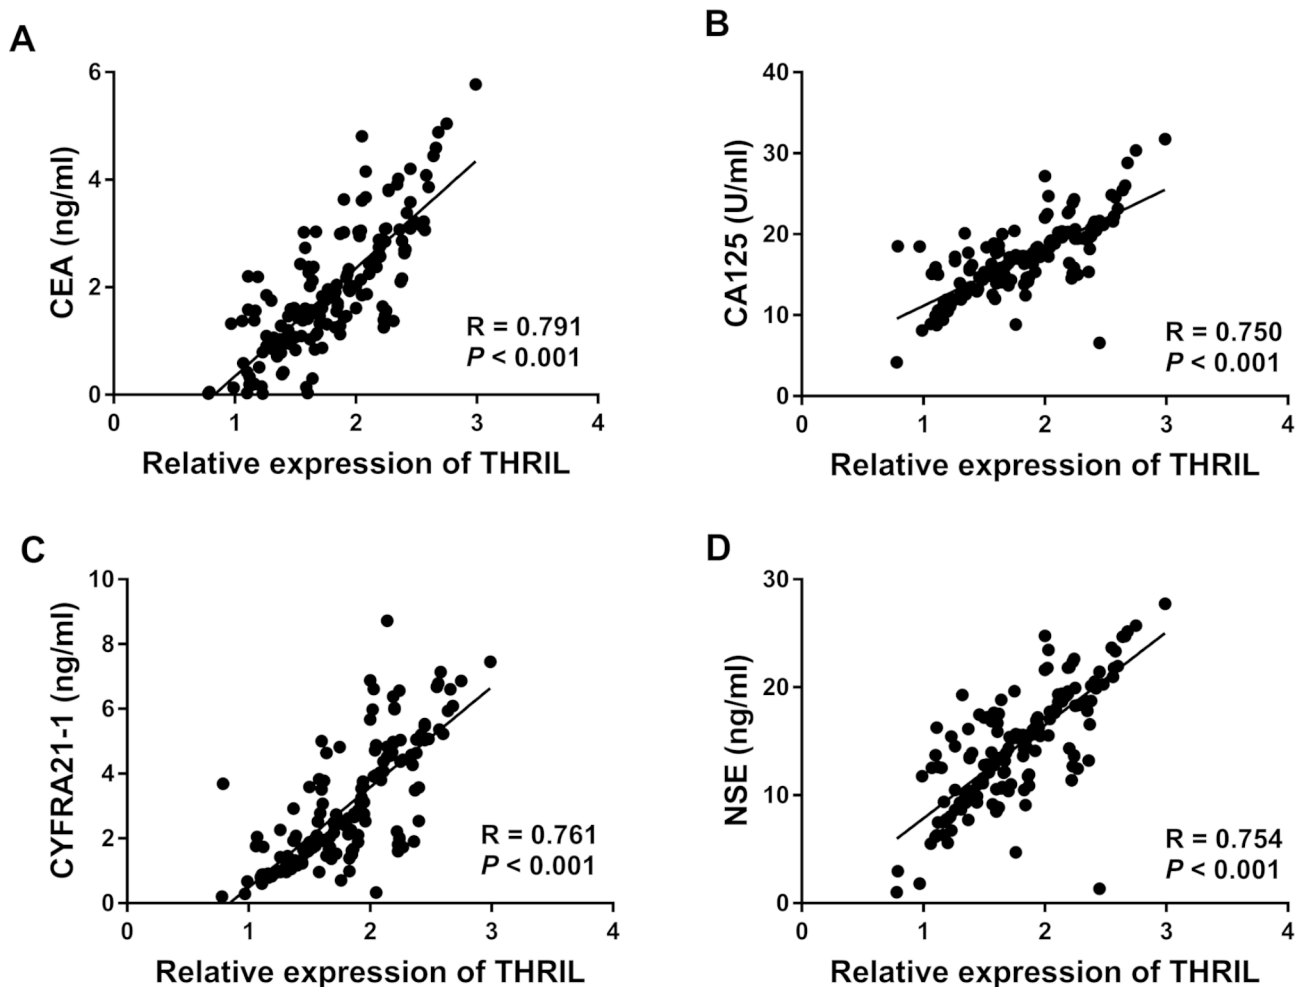 A
CEA (ng/ml)
6
4
2
0
0 1 2 3 4
R = 0.791
P < 0.001
Relative expression of THRIL
B
CA125 (U/ml)
40
30
20
10
0
0 1 2 3 4
R = 0.750
P < 0.001
Relative expression of THRIL
C
CYFRA21-1 (ng/ml)
10
8
6
4
2
0
0 1 2 3 4
R = 0.761
P < 0.001
Relative expression of THRIL
D
NSE (ng/ml)
30
20
10
0
0 1 2 3 4
R = 0.754
P < 0.001
Relative expression of THRIL